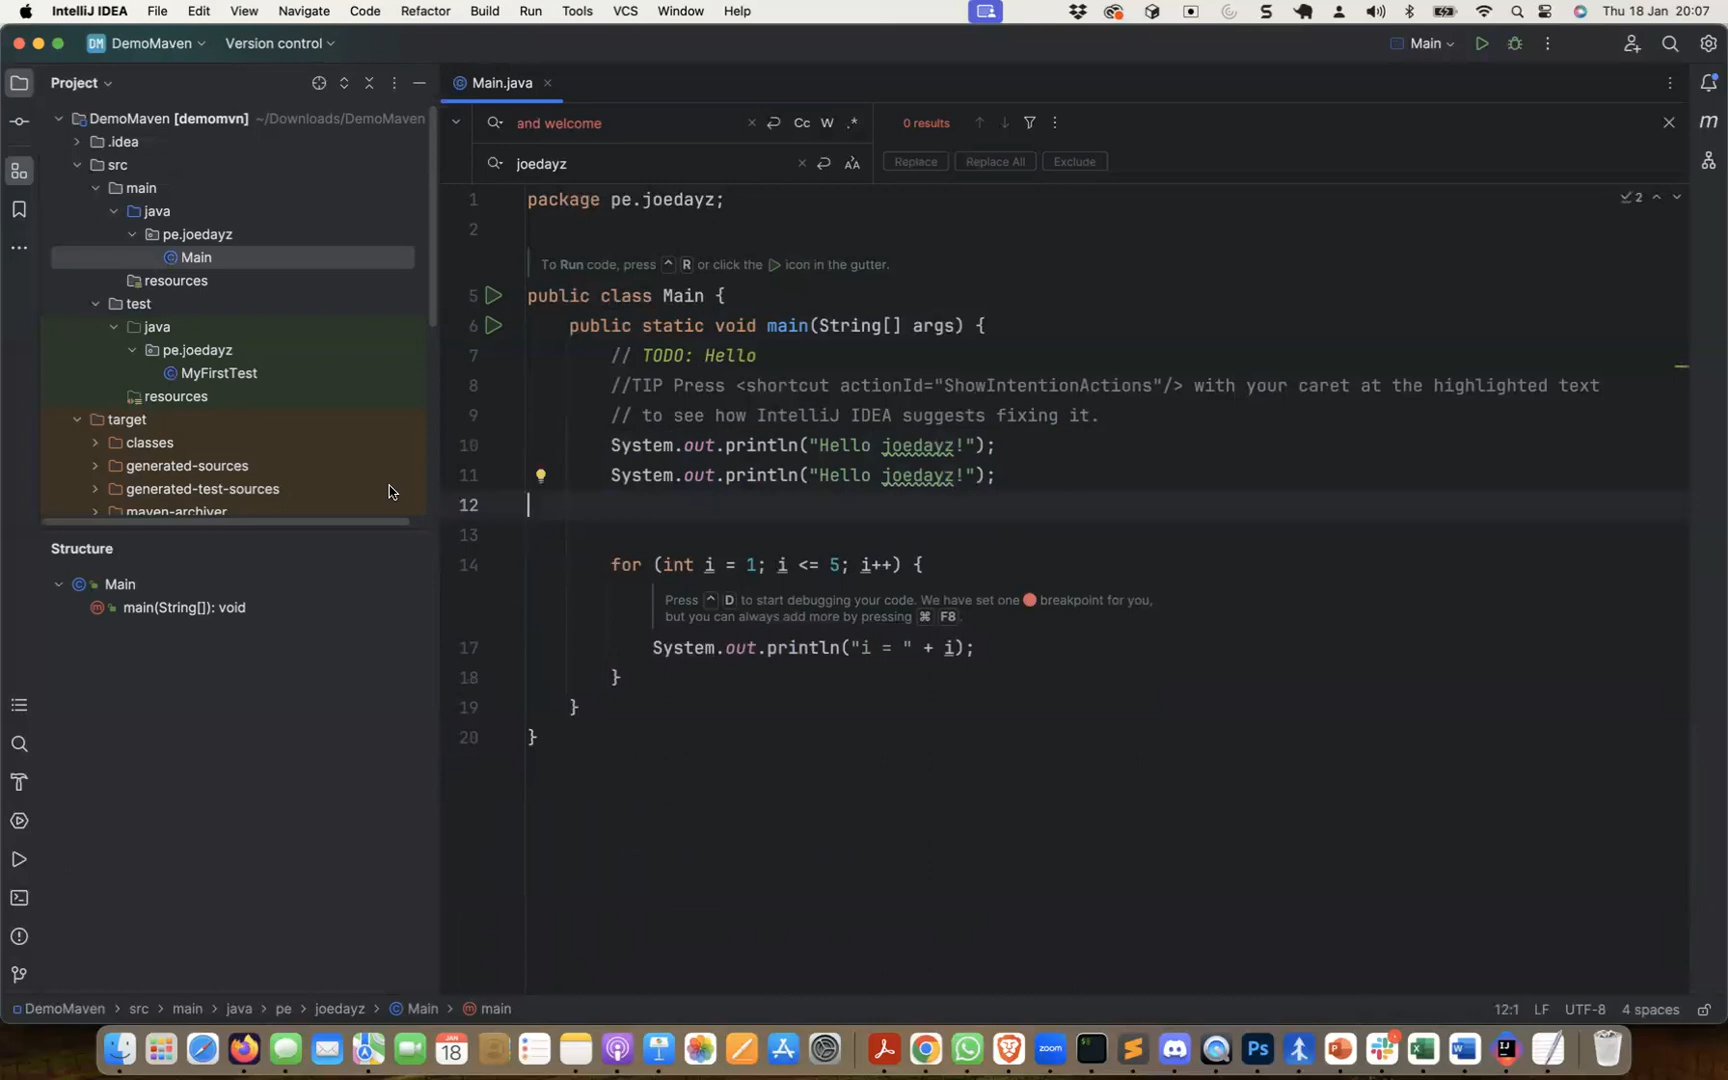 IntelliJ IDEA File Edit View Navigate Code Refactor Build Run Tools VCS Window Help Thu 18 Jan 20:07
DM DemoMaven Version control Main
Project
DemoMaven [demomvn] ~/Downloads/DemoMaven
.idea
src
main
java
pe.joedayz
Main
resources
test
java
pe.joedayz
MyFirstTest
resources
target
classes
generated-sources
generated-test-sources
maven-archiver
Structure
Main
main(String[]): void
Main.java
and welcome Cc W .* 0 results
joedayz Replace Replace All Exclude
2
1 package pe.joedayz;
2
To Run code, press ^ R or click the icon in the gutter.
5 public class Main {
6 public static void main(String[] args) {
7 // TODO: Hello
8 //TIP Press <shortcut actionId="ShowIntentionActions"/> with your caret at the highlighted text
9 // to see how IntelliJ IDEA suggests fixing it.
10 System.out.println("Hello joedayz!");
11 System.out.println("Hello joedayz!");
12
13
14 for (int i = 1; i <= 5; i++) {
Press ^ D to start debugging your code. We have set one breakpoint for you,
but you can always add more by pressing ⌘ F8.
17 System.out.println("i = " + i);
18 }
19 }
20 }
DemoMaven > src > main > java > pe > joedayz > Main > main 12:1 LF UTF-8 4 spaces
JAN
18
zoom
Ps